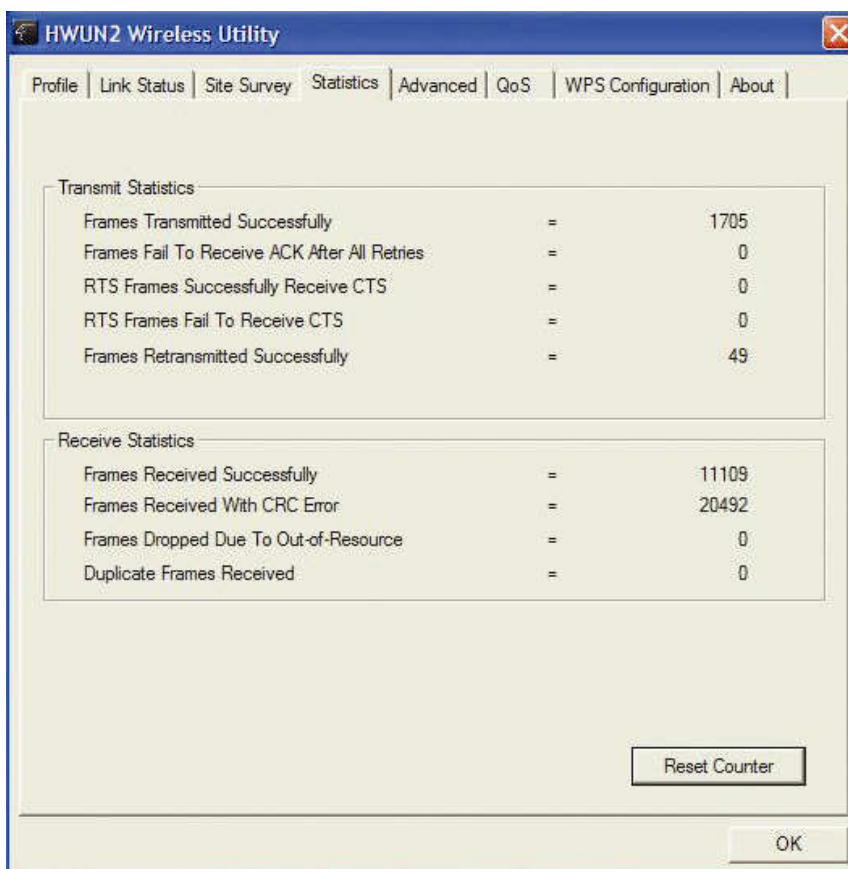 HWUN2 Wireless Utility
Profile Link Status Site Survey Statistics Advanced QoS WPS Configuration About
Transmit Statistics
Frames Transmitted Successfully = 1705
Frames Fail To Receive ACK After All Retries = 0
RTS Frames Successfully Receive CTS = 0
RTS Frames Fail To Receive CTS = 0
Frames Retransmitted Successfully = 49
Receive Statistics
Frames Received Successfully = 11109
Frames Received With CRC Error = 20492
Frames Dropped Due To Out-of-Resource = 0
Duplicate Frames Received = 0
Reset Counter
OK